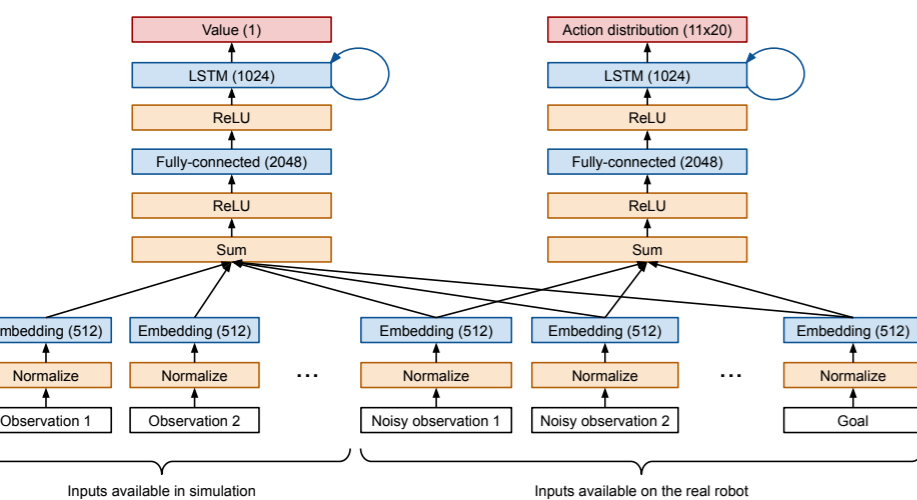 Value (1)
Action distribution (11x20)
LSTM (1024)
LSTM (1024)
ReLU
ReLU
Fully-connected (2048)
Fully-connected (2048)
ReLU
ReLU
Sum
Sum
mbedding (512)
Embedding (512)
Embedding (512)
Embedding (512)
Embedding (512)
Normalize
Normalize
...
Normalize
Normalize
...
Normalize
Observation 1
Observation 2
Noisy observation 1
Noisy observation 2
Goal
Inputs available in simulation
Inputs available on the real robot